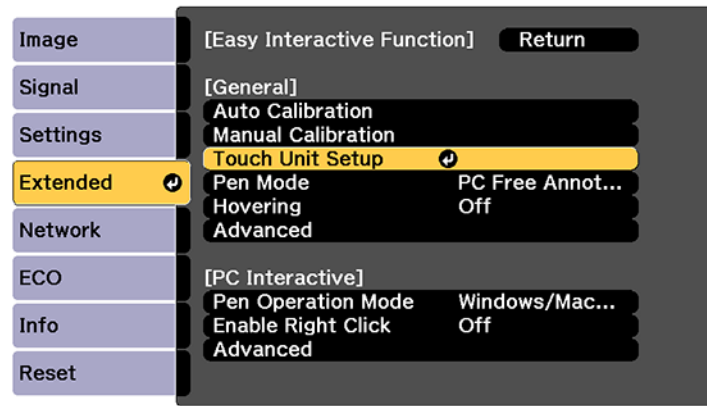 Image
Signal
Settings
Extended
Network
ECO
Info
Reset
[Easy Interactive Function] Return
[General]
Auto Calibration
Manual Calibration
Touch Unit Setup
Pen Mode PC Free Annot...
Hovering Off
Advanced
[PC Interactive]
Pen Operation Mode Windows/Mac...
Enable Right Click Off
Advanced